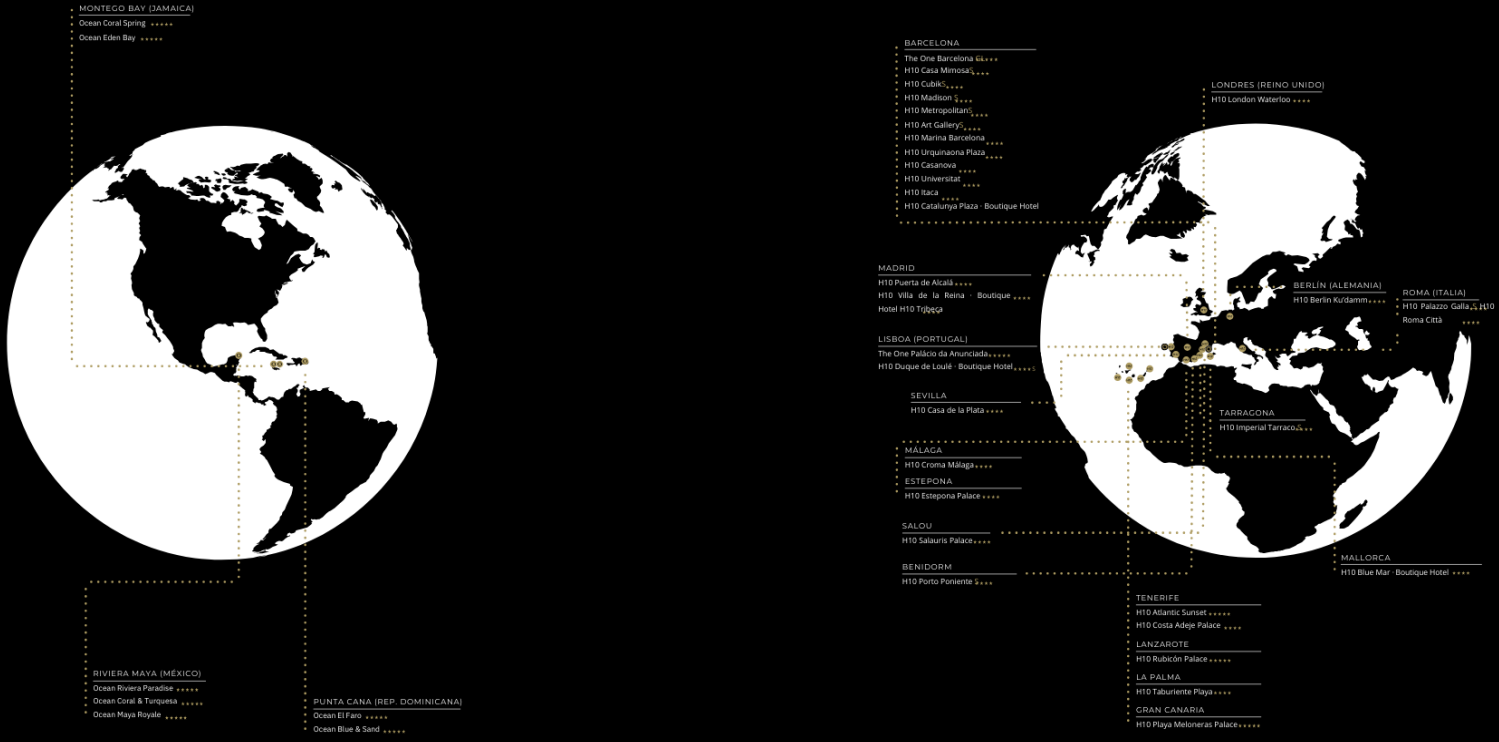 MONTEGO BAY (JAMAICA)
Ocean Coral Spring ★★★★★
Ocean Eden Bay ★★★★★
RIVIERA MAYA (MÉXICO)
Ocean Riviera Paradise ★★★★★
Ocean Coral & Turquesa ★★★★★
Ocean Maya Royale ★★★★★
PUNTA CANA (REP. DOMINICANA)
Ocean El Faro ★★★★★
Ocean Blue & Sand ★★★★★
BARCELONA
The One Barcelona GL★★★★★
H10 Casa Mimosa S★★★★
H10 Cubik S★★★★
H10 Madison S★★★★
H10 Metropolitan S★★★★
H10 Art Gallery S★★★★
H10 Marina Barcelona ★★★★
H10 Urquinaona Plaza ★★★★
H10 Casanova ★★★★
H10 Universitat ★★★★
H10 Itaca ★★★★
H10 Catalunya Plaza · Boutique Hotel
MADRID
H10 Puerta de Alcalá ★★★★
H10 Villa de la Reina · Boutique ★★★★
Hotel H10 Tribeca ★★★★
LISBOA (PORTUGAL)
The One Palácio da Anunciada ★★★★★
H10 Duque de Loulé · Boutique Hotel ★★★★S
SEVILLA
H10 Casa de la Plata ★★★★
MÁLAGA
H10 Croma Málaga ★★★★
ESTEPONA
H10 Estepona Palace ★★★★
SALOU
H10 Salauris Palace ★★★★
BENIDORM
H10 Porto Poniente S★★★★
LONDRES (REINO UNIDO)
H10 London Waterloo ★★★★
BERLÍN (ALEMANIA)
H10 Berlin Ku'damm ★★★★
ROMA (ITALIA)
H10 Palazzo Galla S★★★★ H10
Roma Città ★★★★
TARRAGONA
H10 Imperial Tarraco S★★★★
MALLORCA
H10 Blue Mar · Boutique Hotel ★★★★
TENERIFE
H10 Atlantic Sunset ★★★★★
H10 Costa Adeje Palace ★★★★
LANZAROTE
H10 Rubicón Palace ★★★★★
LA PALMA
H10 Taburiente Playa ★★★★
GRAN CANARIA
H10 Playa Meloneras Palace ★★★★★